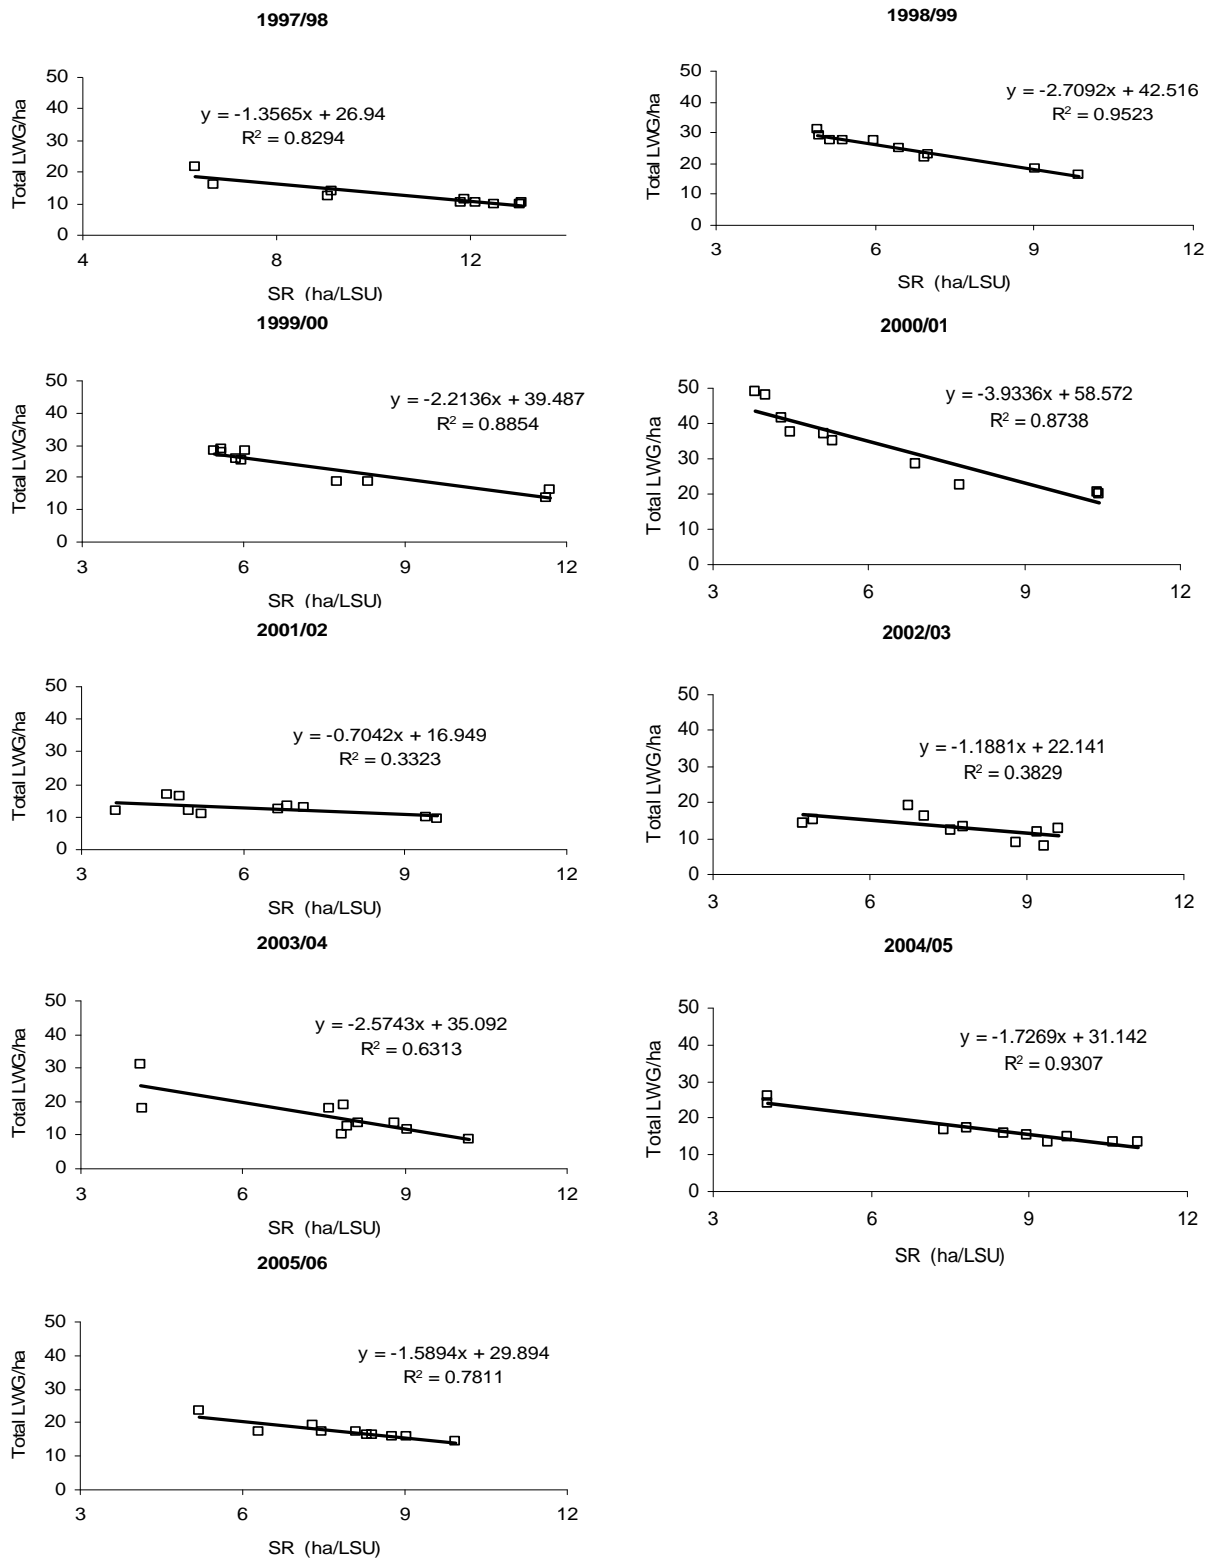 1997/98
Total LWG/ha
50
40
30
20
10
0
y = -1.3565x + 26.94
R² = 0.8294
4
8
12
SR (ha/LSU)
1998/99
Total LWG/ha
50
40
30
20
10
0
y = -2.7092x + 42.516
R² = 0.9523
3
6
9
12
SR (ha/LSU)
1999/00
Total LWG/ha
50
40
30
20
10
0
y = -2.2136x + 39.487
R² = 0.8854
3
6
9
12
SR (ha/LSU)
2000/01
Total LWG/ha
50
40
30
20
10
0
y = -3.9336x + 58.572
R² = 0.8738
3
6
9
12
SR (ha/LSU)
2001/02
Total LWG/ha
50
40
30
20
10
0
y = -0.7042x + 16.949
R² = 0.3323
3
6
9
12
SR (ha/LSU)
2002/03
Total LWG/ha
50
40
30
20
10
0
y = -1.1881x + 22.141
R² = 0.3829
3
6
9
12
SR (ha/LSU)
2003/04
Total LWG/ha
50
40
30
20
10
0
y = -2.5743x + 35.092
R² = 0.6313
3
6
9
12
SR (ha/LSU)
2004/05
Total LWG/ha
50
40
30
20
10
0
y = -1.7269x + 31.142
R² = 0.9307
3
6
9
12
SR (ha/LSU)
2005/06
Total LWG/ha
50
40
30
20
10
0
y = -1.5894x + 29.894
R² = 0.7811
3
6
9
12
SR (ha/LSU)